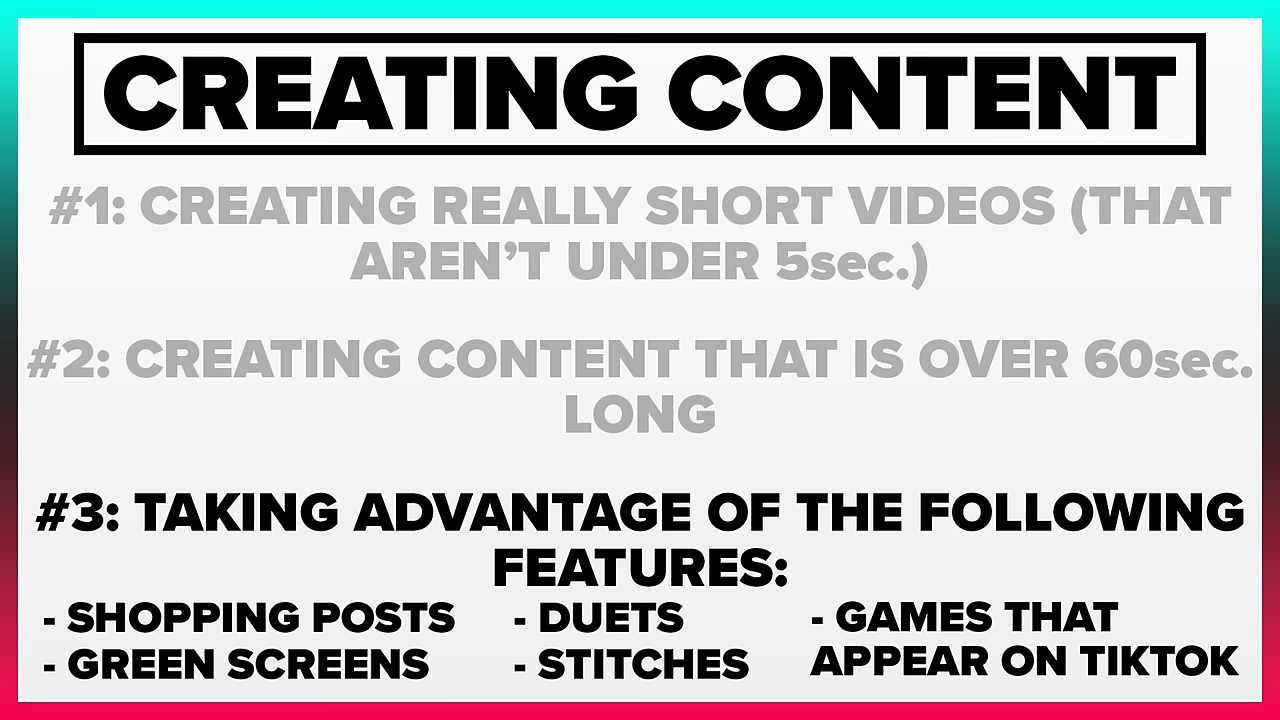 CREATING CONTENT
#1: CREATING REALLY SHORT VIDEOS (THAT
AREN’T UNDER 5sec.)
#2: CREATING CONTENT THAT IS OVER 60sec.
LONG
#3: TAKING ADVANTAGE OF THE FOLLOWING
FEATURES:
- SHOPPING POSTS
- GREEN SCREENS
- DUETS
- STITCHES
- GAMES THAT
APPEAR ON TIKTOK